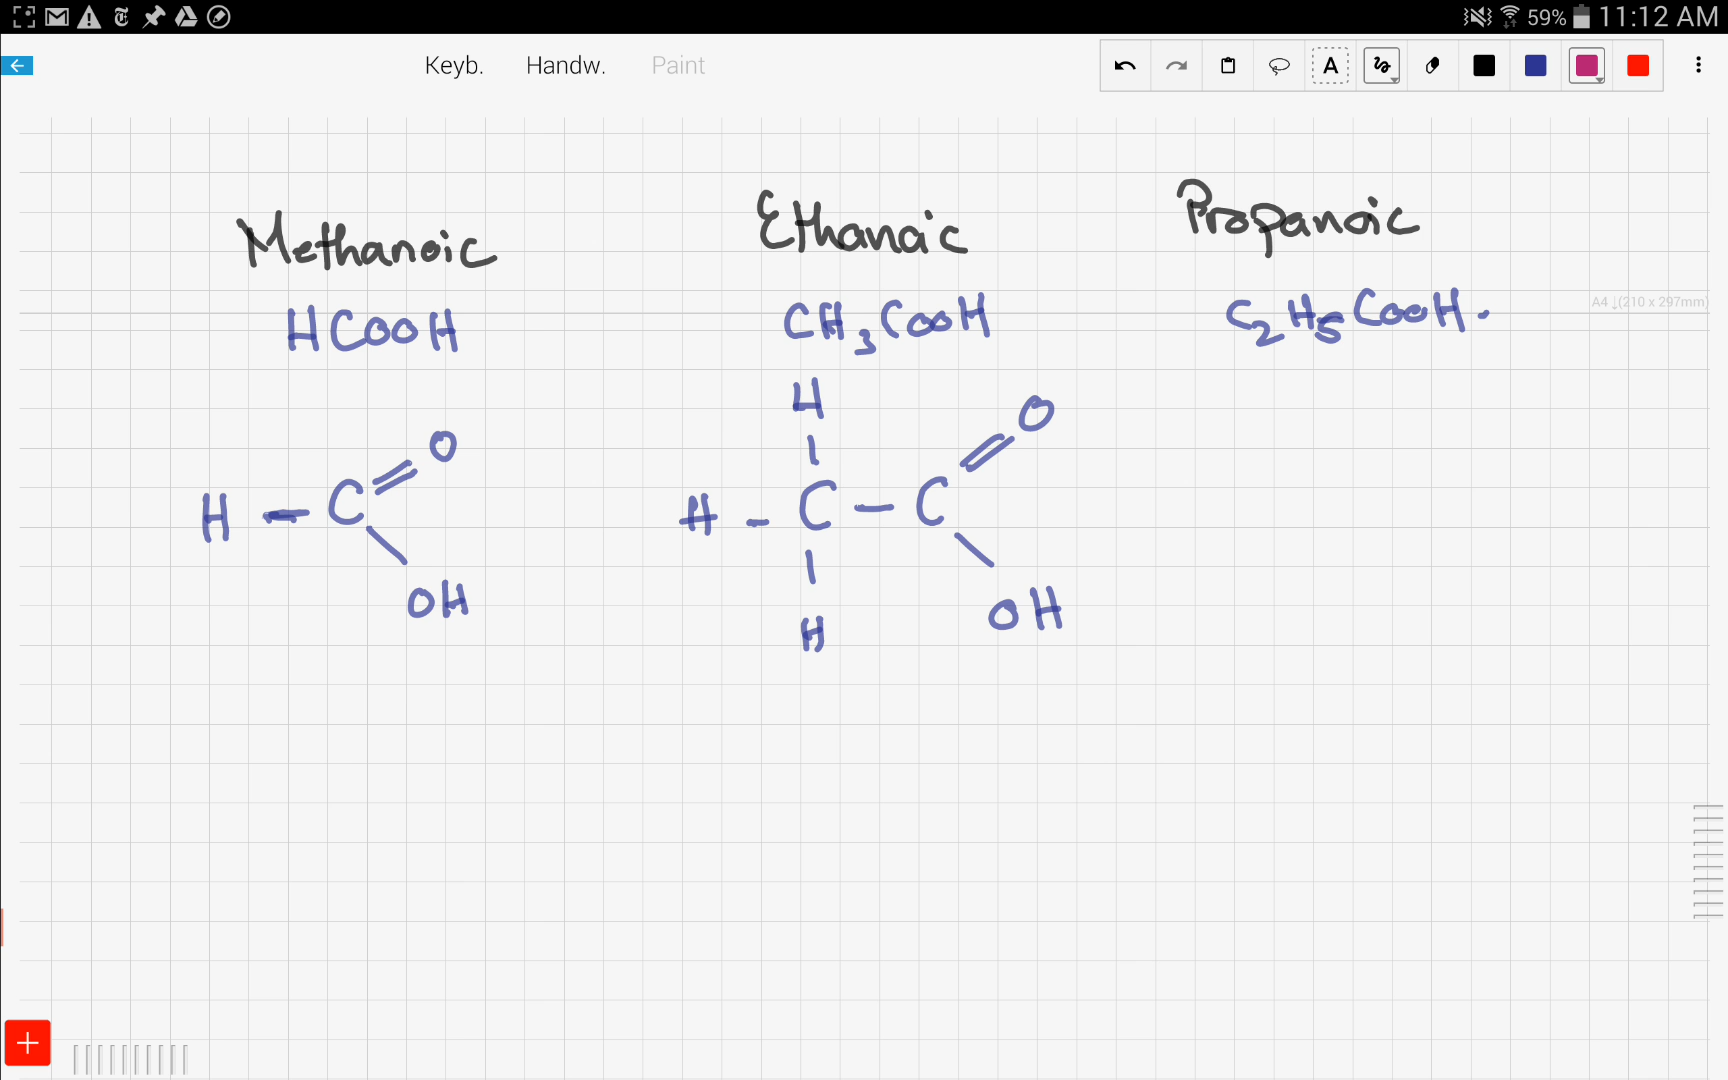 59% 11:12 AM
Keyb. Handw. Paint A
Methanoic Ethanoic Propanoic
HCOOH CH3COOH C2H5COOH.
A4 ↓(210 x 297mm)
H O
O
H - C H - C - C
OH OH
H